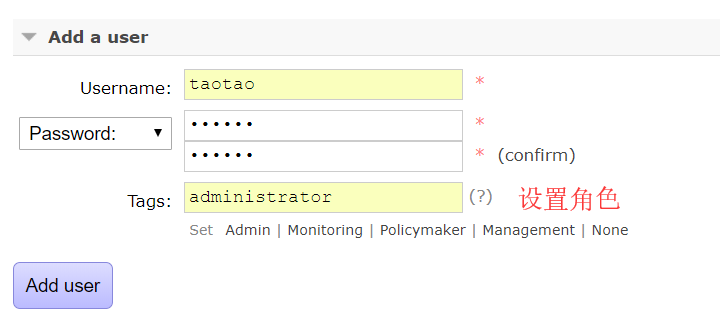 Add a user
Username: taotao *
Password: •••••• *
•••••• * (confirm)
Tags: administrator (?) 设置角色
Set Admin | Monitoring | Policymaker | Management | None
Add user